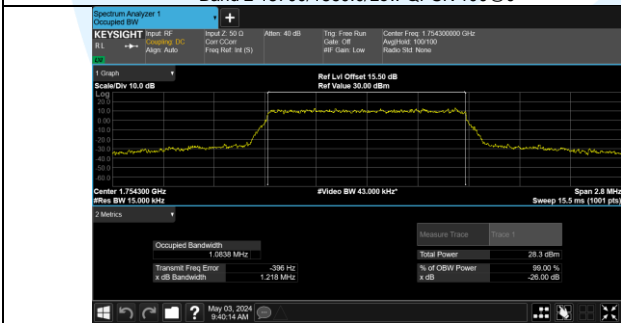 Spectrum Analyzer 1
Occupied BW
+
KEYSIGHT Input: RF Input Z: 50 Ω Atten: 40 dB Trig: Free Run Center Freq: 1.754300000 GHz
RL Coupling: DC Corr CCorr Gate: Off Avg|Hold: 100/100
Align: Auto Freq Ref: Int (S) #IF Gain: Low Radio Std: None
1 Graph
Ref Lvl Offset 15.50 dB
Scale/Div 10.0 dB Ref Value 30.00 dBm
Log
20.0
10.0
0.00
-10.0
-20.0
-30.0
-40.0
-50.0
-60.0
Center 1.754300 GHz #Video BW 43.000 kHz* Span 2.8 MHz
#Res BW 15.000 kHz Sweep 15.5 ms (1001 pts)
2 Metrics
Measure Trace Trace 1
Occupied Bandwidth
1.0838 MHz Total Power 28.3 dBm
Transmit Freq Error -396 Hz % of OBW Power 99.00 %
x dB Bandwidth 1.218 MHz x dB -26.00 dB
? May 03, 2024
9:40:14 AM